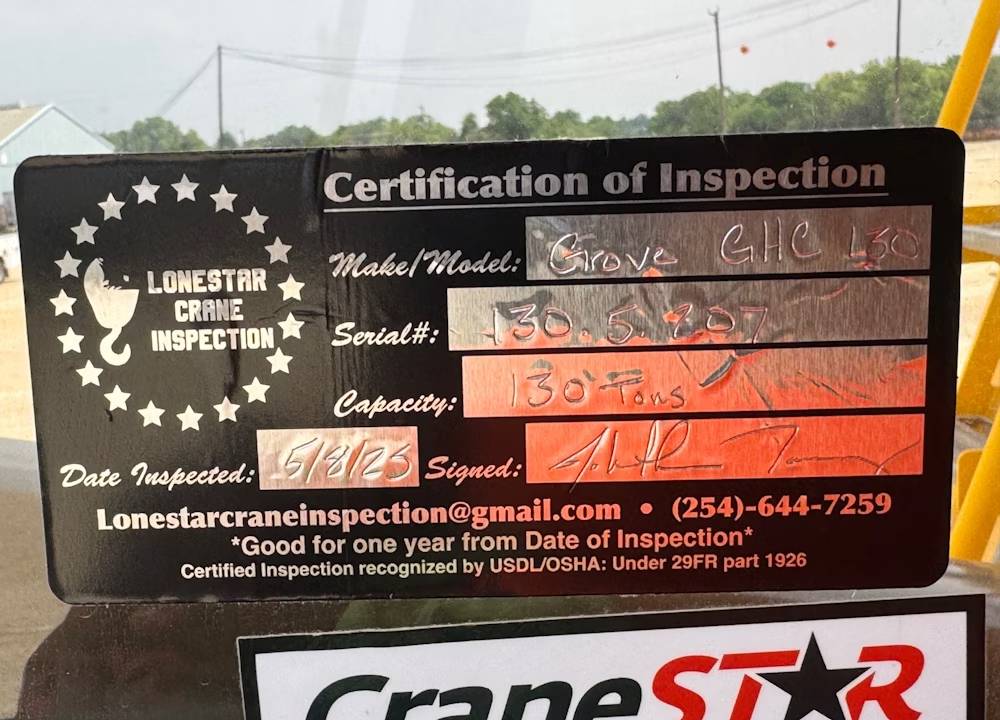 Certification of Inspection
LONESTAR
CRANE
INSPECTION
Make/Model: Grove GHC 130
Serial#: 130.5.907
Capacity: 130 Tons
Date Inspected: 5/8/25 Signed:
Lonestarcraneinspection@gmail.com • (254)-644-7259
*Good for one year from Date of Inspection*
Certified Inspection recognized by USDL/OSHA: Under 29FR part 1926
CraneSTAR